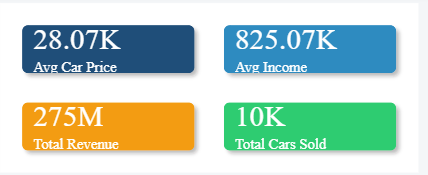 28.07K
Avg Car Price
825.07K
Avg Income
275M
Total Revenue
10K
Total Cars Sold